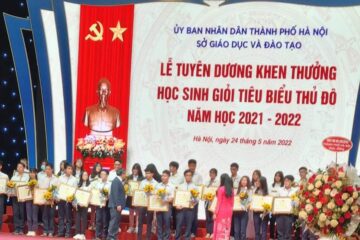 ỦY BAN NHÂN DÂN THÀNH PHỐ HÀ NỘI
SỞ GIÁO DỤC VÀ ĐÀO TẠO
LỄ TUYÊN DƯƠNG KHEN THƯỞNG
HỌC SINH GIỎI TIÊU BIỂU THỦ ĐÔ
NĂM HỌC 2021 - 2022
Hà Nội, ngày 24 tháng 5 năm 2022